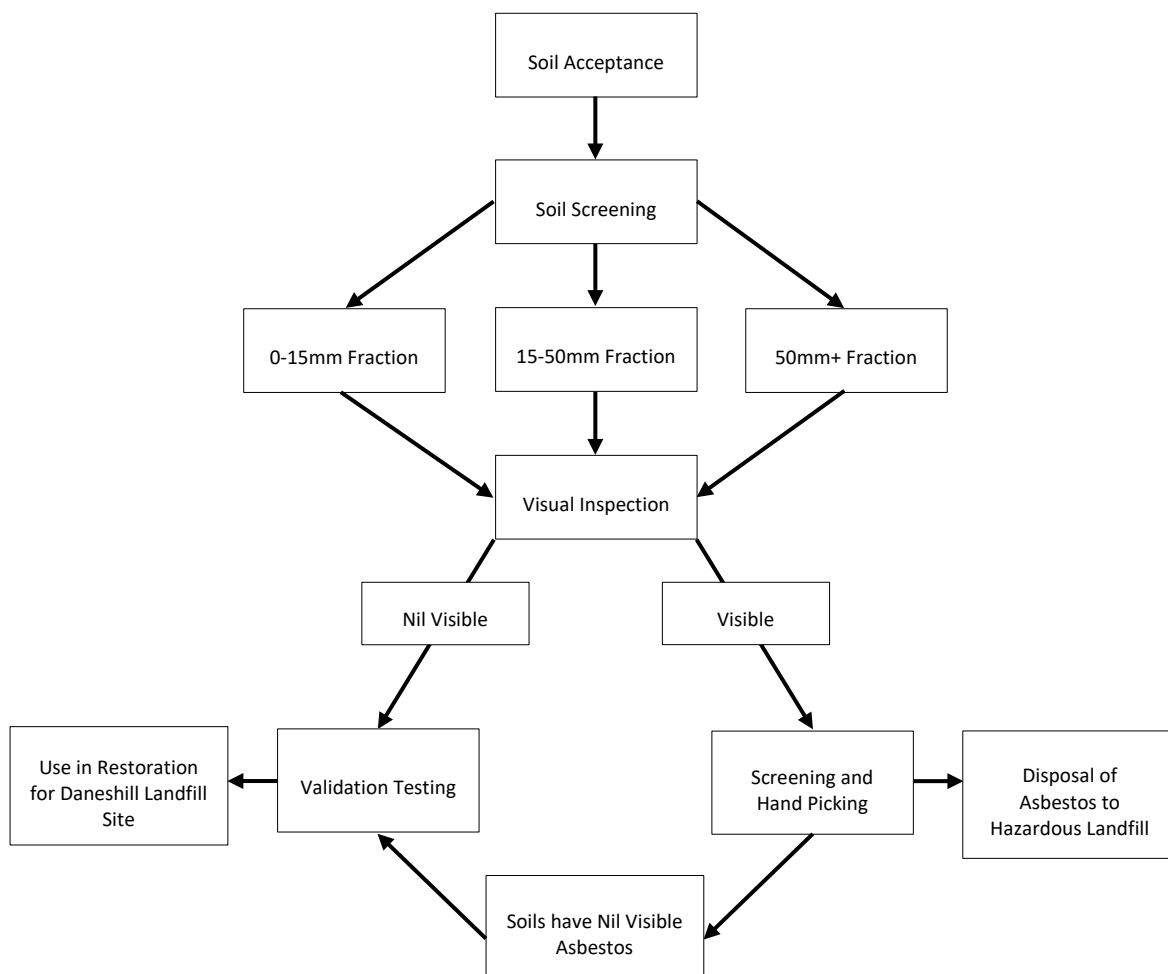 Soil Acceptance
Soil Screening
0-15mm Fraction
15-50mm Fraction
50mm+ Fraction
Visual Inspection
Nil Visible
Visible
Use in Restoration
for Daneshill Landfill
Site
Validation Testing
Screening and
Hand Picking
Disposal of
Asbestos to
Hazardous Landfill
Soils have Nil Visible
Asbestos